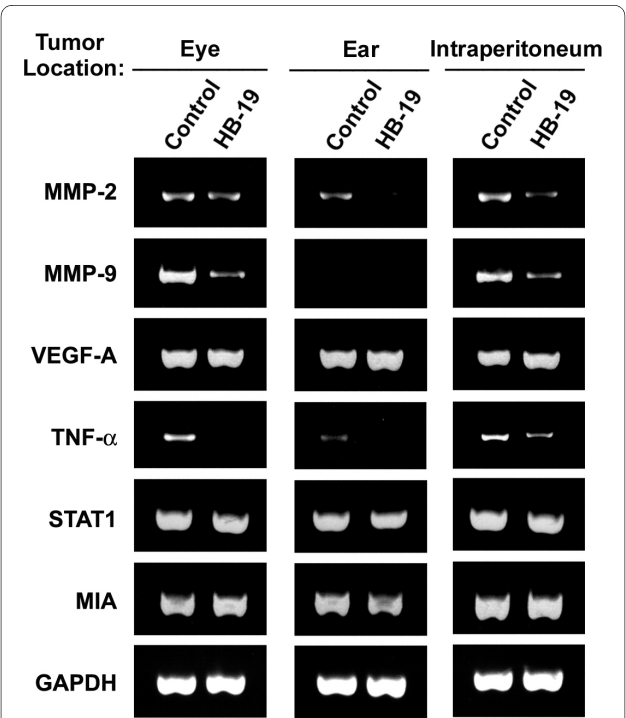 Tumor
Location:
Eye
Ear
Intraperitoneum
Control
HB-19
Control
HB-19
Control
HB-19
MMP-2
MMP-9
VEGF-A
TNF-α
STAT1
MIA
GAPDH